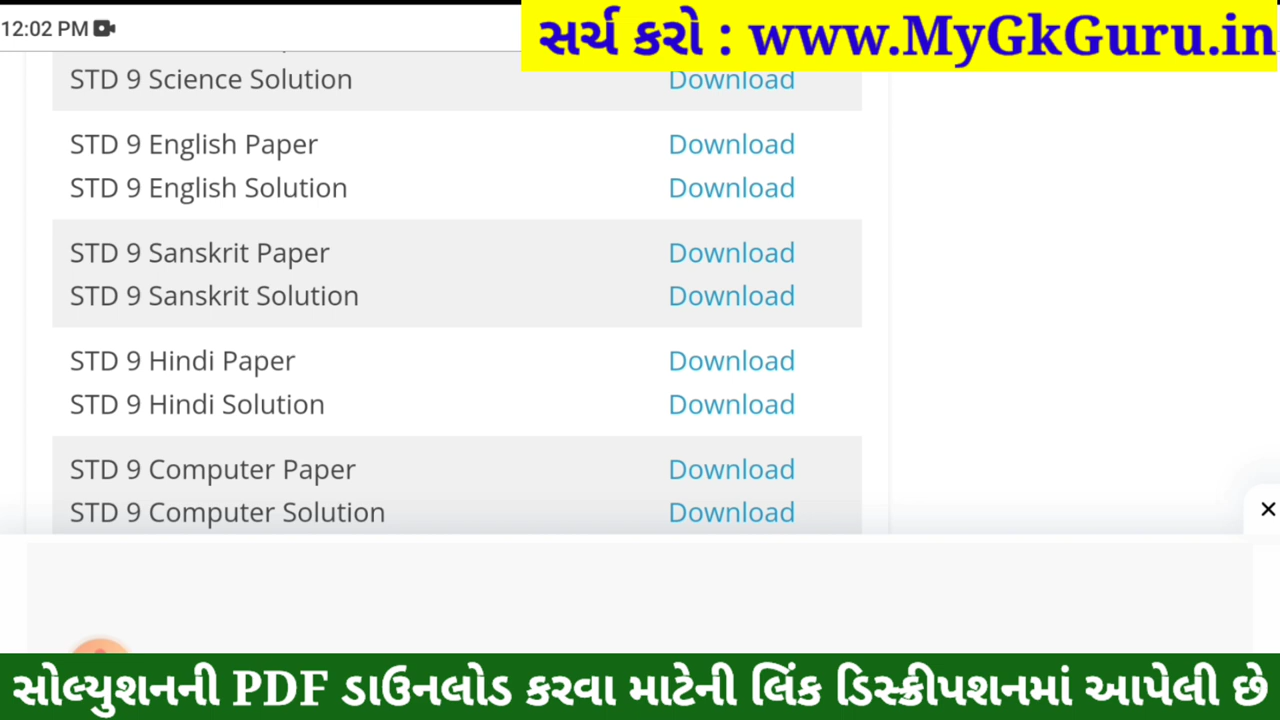 12:02 PM
સર્ચ કરો : www.MyGkGuru.in
STD 9 Science Solution Download
STD 9 English Paper Download
STD 9 English Solution Download
STD 9 Sanskrit Paper Download
STD 9 Sanskrit Solution Download
STD 9 Hindi Paper Download
STD 9 Hindi Solution Download
STD 9 Computer Paper Download
STD 9 Computer Solution Download
સોલ્યુશનની PDF ડાઉનલોડ કરવા માટેની લિંક ડિસ્ક્રીપશનમાં આપેલી છે